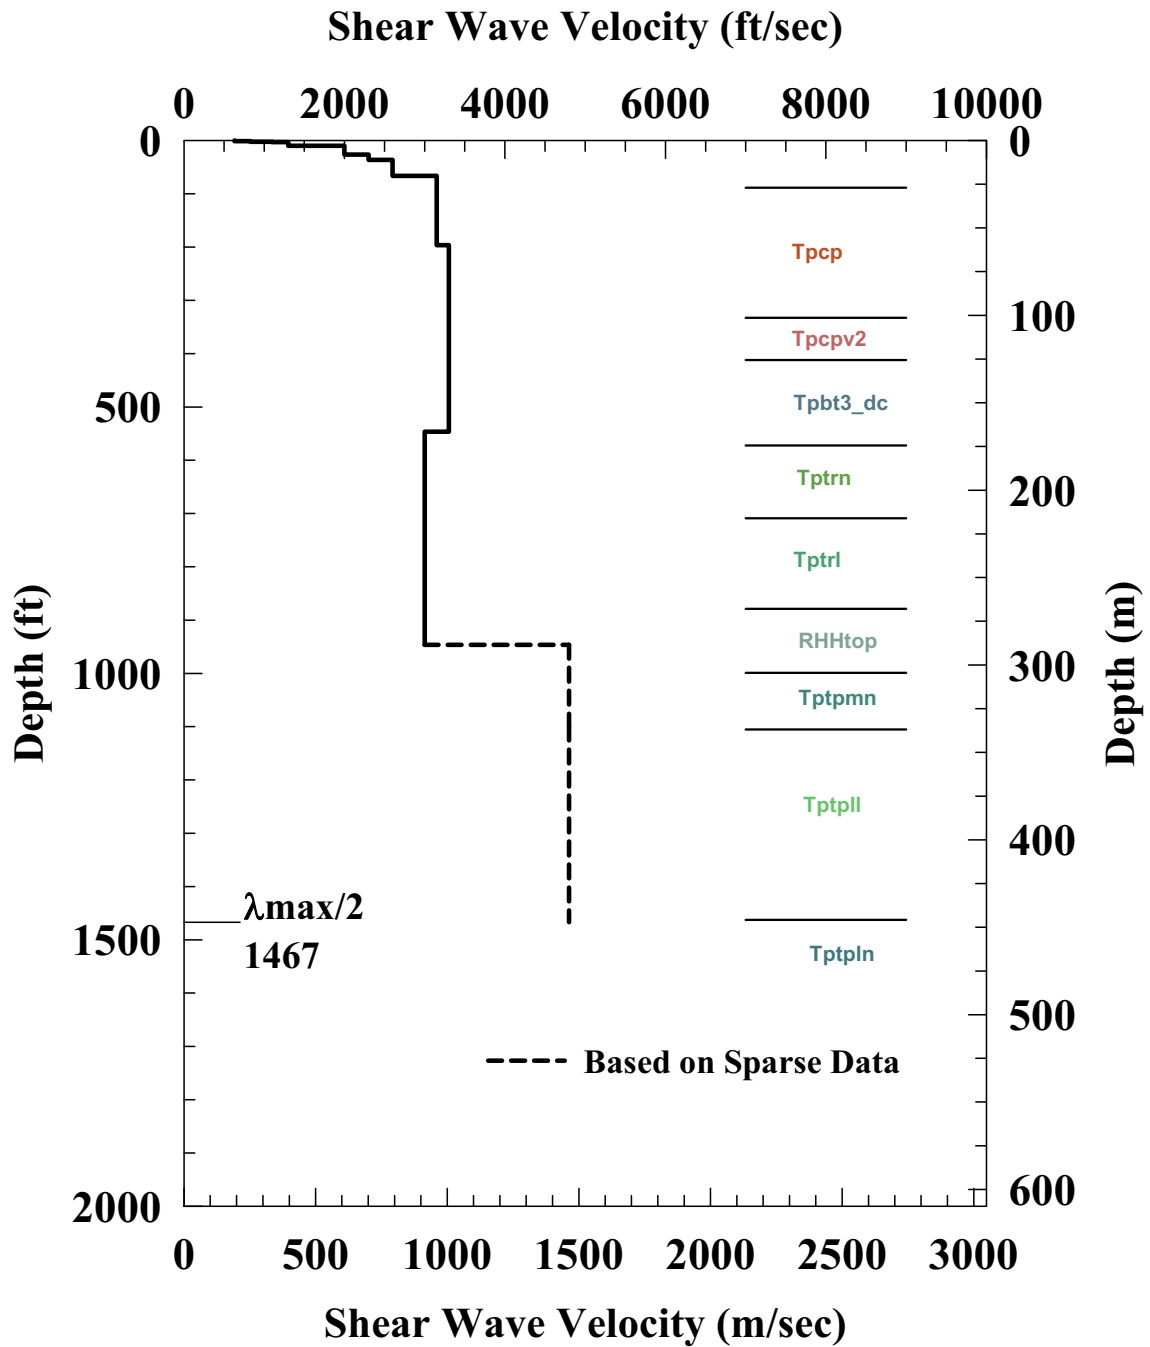 Shear Wave Velocity (ft/sec)
0 2000 4000 6000 8000 10000
0 0
Tpcp
100
Tpcpv2
500 Tpbt3_dc
Tptrn
200
Tptrl
Depth (ft)
Depth (m)
RHHtop
300
1000
Tptpmn
Tptpll
400
λmax/2
1467
1500
Tptpln
500
Based on Sparse Data
600
2000
0 500 1000 1500 2000 2500 3000
Shear Wave Velocity (m/sec)